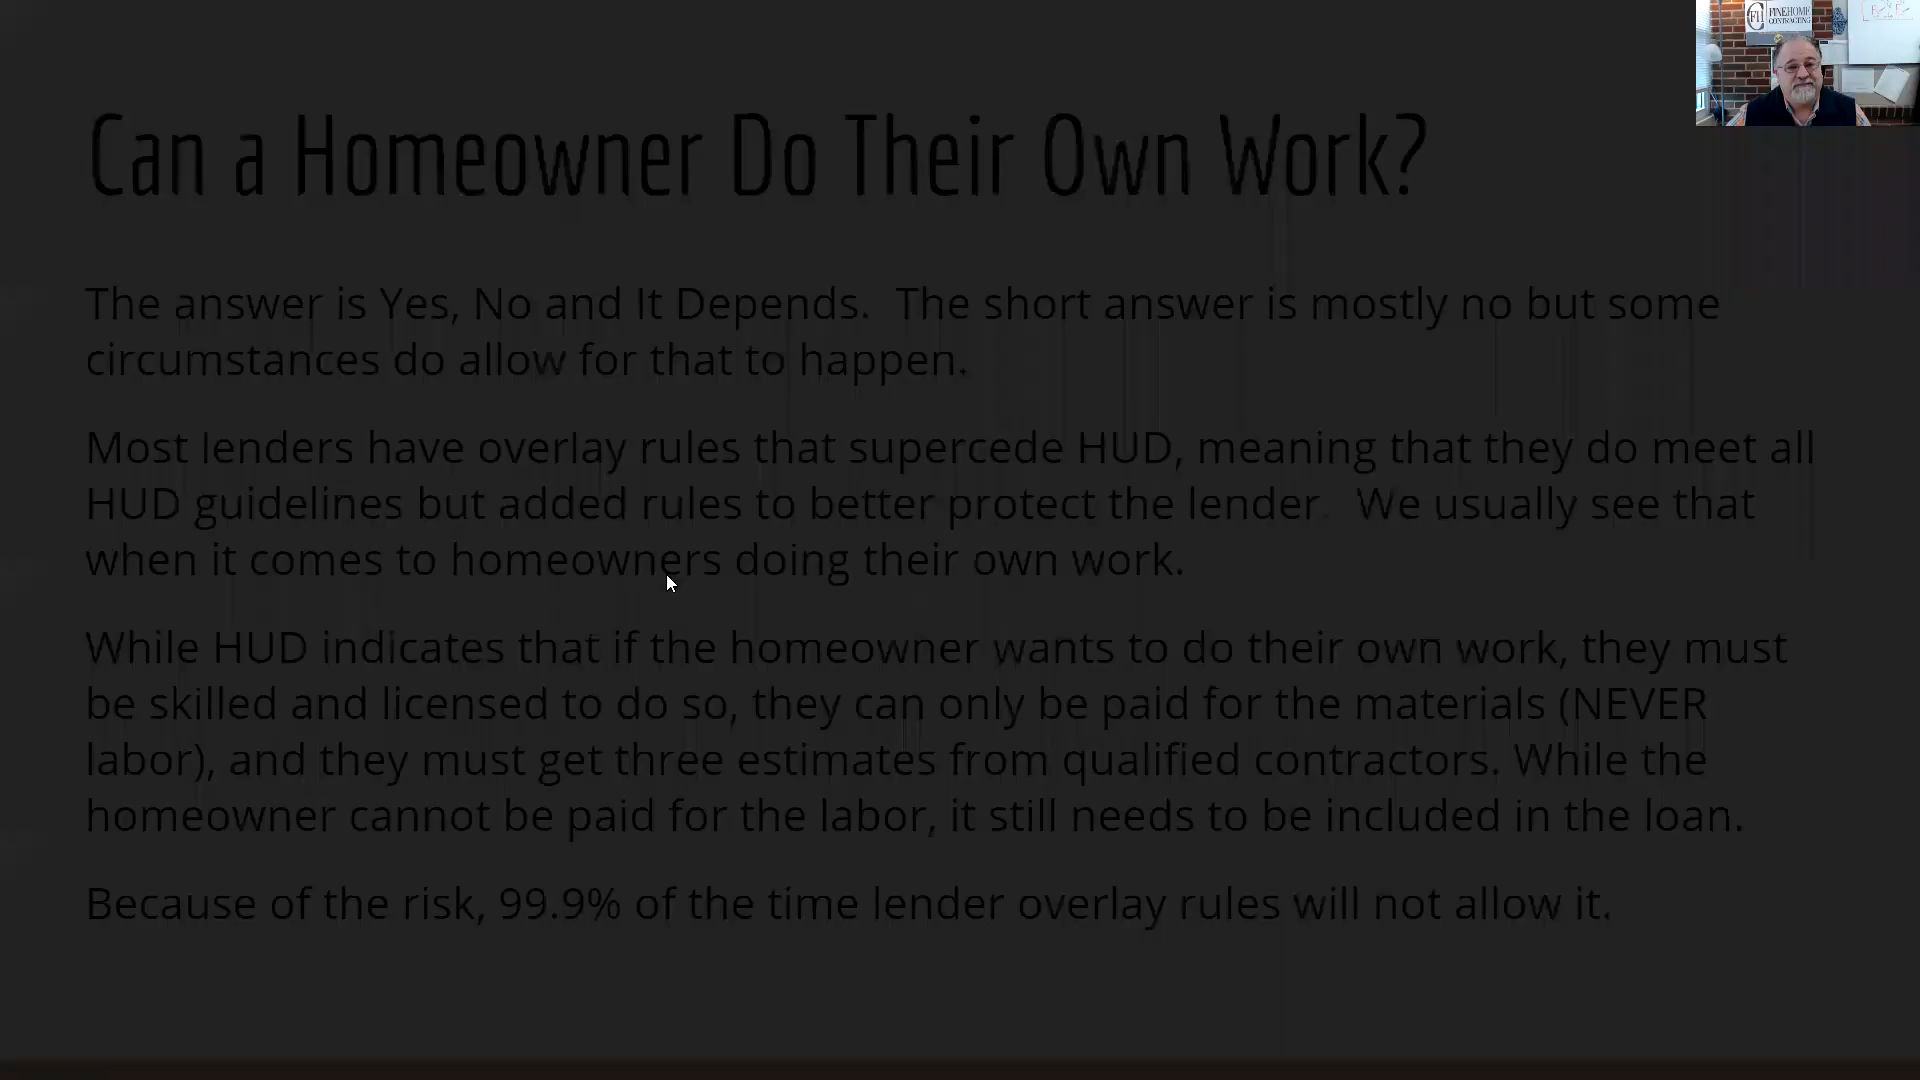 FINEHOME
CONTRACTING
Can a Homeowner Do Their Own Work?
The answer is Yes, No and It Depends.  The short answer is mostly no but some
circumstances do allow for that to happen.
Most lenders have overlay rules that supercede HUD, meaning that they do meet all
HUD guidelines but added rules to better protect the lender.  We usually see that
when it comes to homeowners doing their own work.
While HUD indicates that if the homeowner wants to do their own work, they must
be skilled and licensed to do so, they can only be paid for the materials (NEVER
labor), and they must get three estimates from qualified contractors. While the
homeowner cannot be paid for the labor, it still needs to be included in the loan.
Because of the risk, 99.9% of the time lender overlay rules will not allow it.